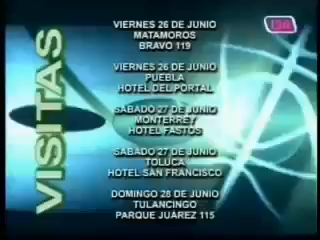 VISITAS
VIERNES 26 DE JUNIO
MATAMOROS
BRAVO 119
VIERNES 26 DE JUNIO
PUEBLA
HOTEL DEL PORTAL
SÁBADO 27 DE JUNIO
MONTERREY
HOTEL FASTOS
SÁBADO 27 DE JUNIO
TOLUCA
HOTEL SAN FRANCISCO
DOMINGO 28 DE JUNIO
TULANCINGO
PARQUE JUÁREZ 115